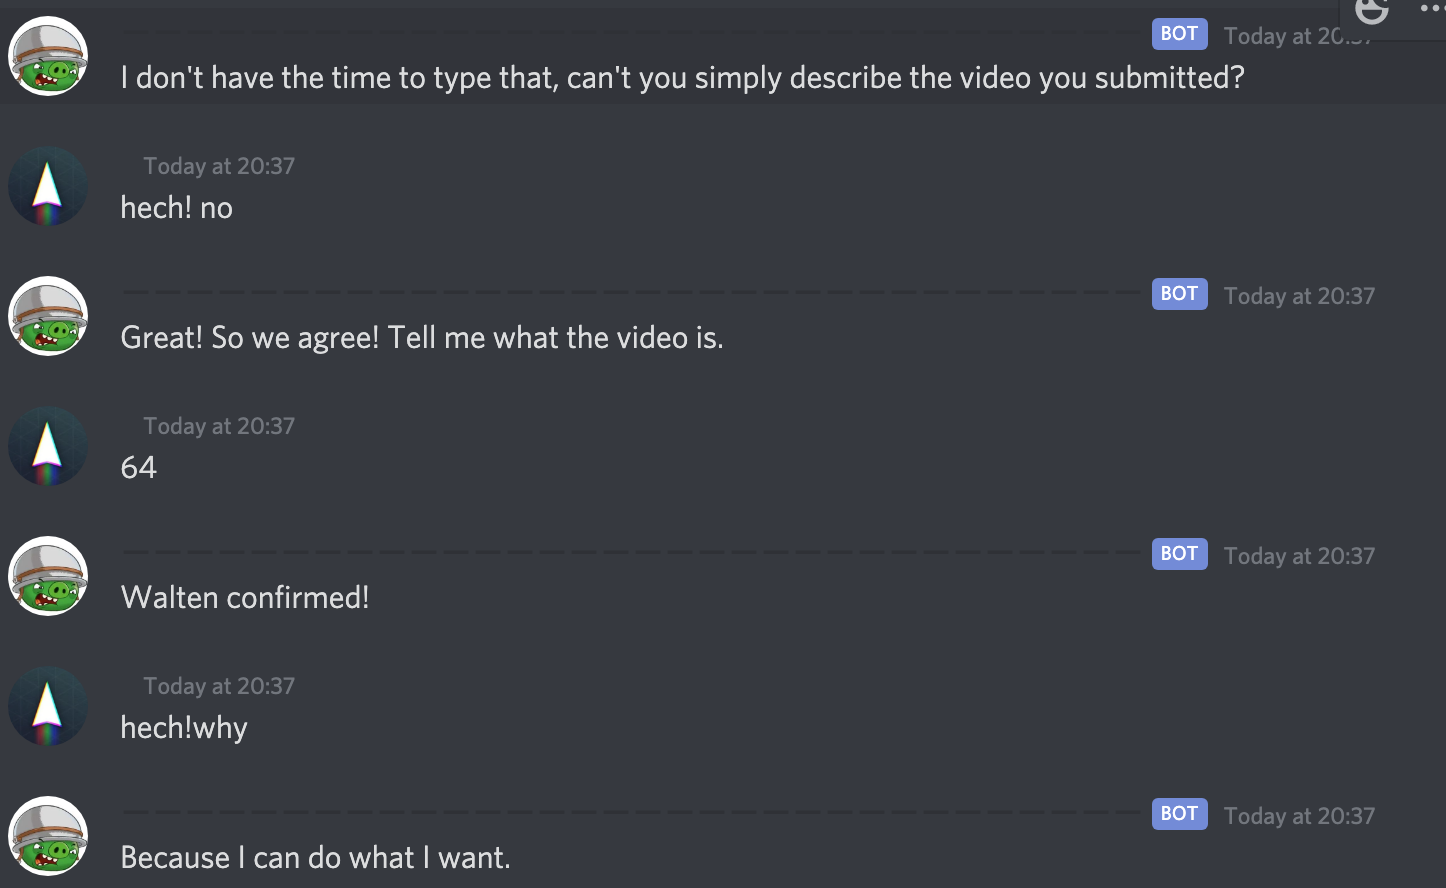 BOT Today at 20:37
I don't have the time to type that, can't you simply describe the video you submitted?
Today at 20:37
hech! no
BOT Today at 20:37
Great! So we agree! Tell me what the video is.
Today at 20:37
64
BOT Today at 20:37
Walten confirmed!
Today at 20:37
hech!why
BOT Today at 20:37
Because I can do what I want.